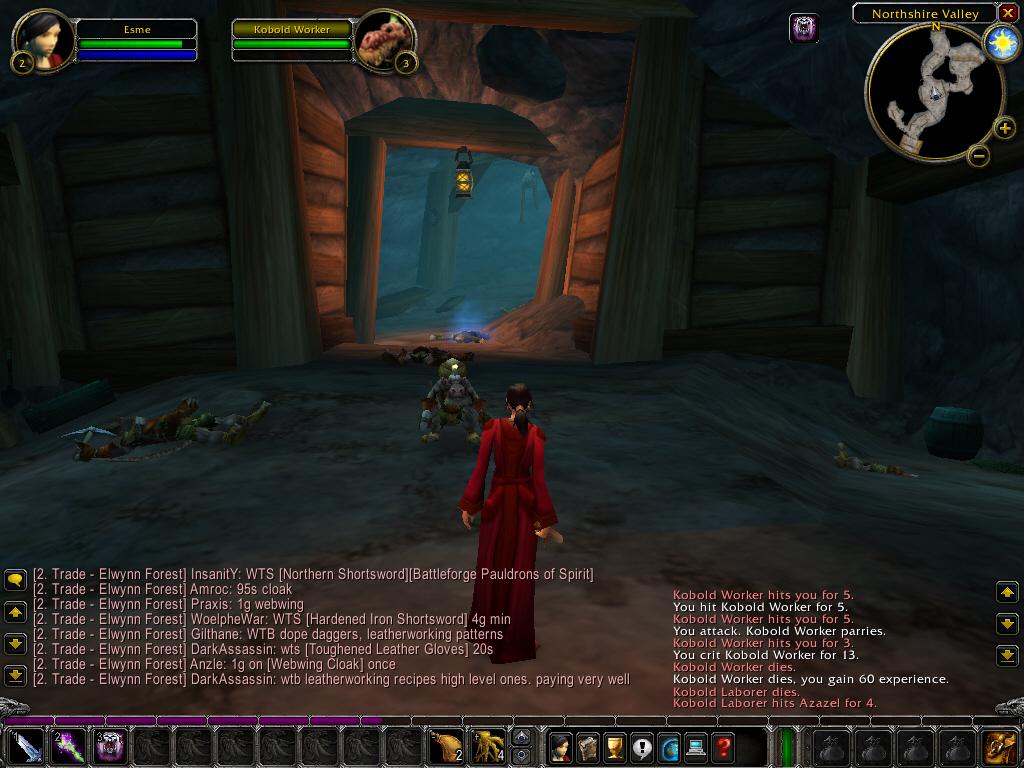 Esme
2
Kobold Worker
3
Northshire Valley
N
[2. Trade - Elwynn Forest] InsanitY: WTS [Northern Shortsword][Battleforge Pauldrons of Spirit]
[2. Trade - Elwynn Forest] Amroc: 95s cloak
[2. Trade - Elwynn Forest] Praxis: 1g webwing
[2. Trade - Elwynn Forest] WoelpheWar: WTS [Hardened Iron Shortsword] 4g min
[2. Trade - Elwynn Forest] Gilthane: WTB dope daggers, leatherworking patterns
[2. Trade - Elwynn Forest] DarkAssassin: wts [Toughened Leather Gloves] 20s
[2. Trade - Elwynn Forest] Anzle: 1g on [Webwing Cloak] once
[2. Trade - Elwynn Forest] DarkAssassin: wtb leatherworking recipes high level ones. paying very well
Kobold Worker hits you for 5.
You hit Kobold Worker for 5.
Kobold Worker hits you for 5.
You attack. Kobold Worker parries.
Kobold Worker hits you for 3.
You crit Kobold Worker for 13.
Kobold Worker dies.
Kobold Worker dies, you gain 60 experience.
Kobold Laborer dies.
Kobold Laborer hits Azazel for 4.
1 2 3 2 4 ?